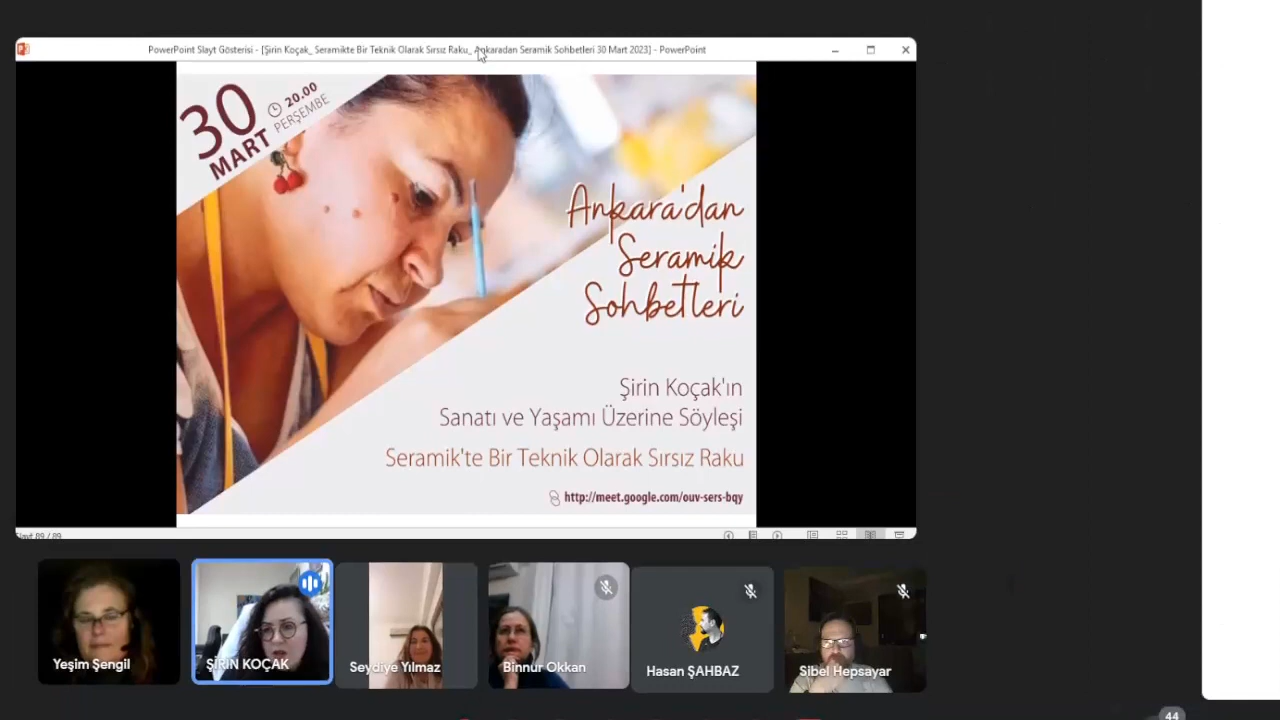 PowerPoint Slayt Gösterisi - [Şirin Koçak_ Seramikte Bir Teknik Olarak Sırsız Raku_ Ankaradan Seramik Sohbetleri 30 Mart 2023] - PowerPoint
30
MART
20.00
PERŞEMBE
Ankara'dan
Seramik
Sohbetleri
Şirin Koçak'ın
Sanatı ve Yaşamı Üzerine Söyleşi
Seramik'te Bir Teknik Olarak Sırsız Raku
http://meet.google.com/ouv-sers-bqy
Slayt 89 / 89
Yeşim Şengil
ŞİRİN KOÇAK
Seydiye Yılmaz
Binnur Okkan
Hasan ŞAHBAZ
Sibel Hepsayar
44